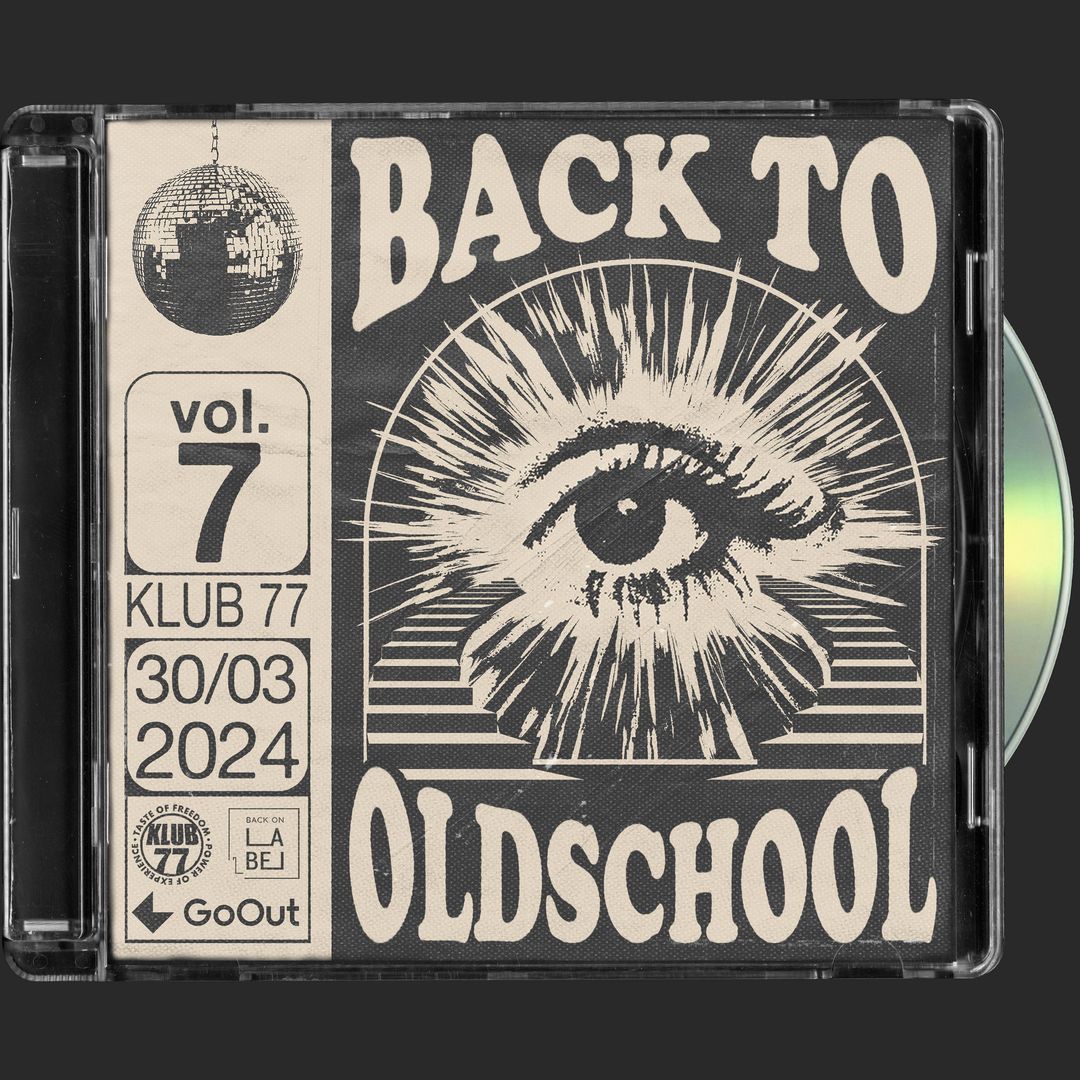 BACK TO
OLDSCHOOL
vol.
7
KLUB 77
30/03
2024
• TASTE OF FREEDOM • POWER OF EXPERIENCE
KLUB
77
BACK ON
LA
BEL
GoOut